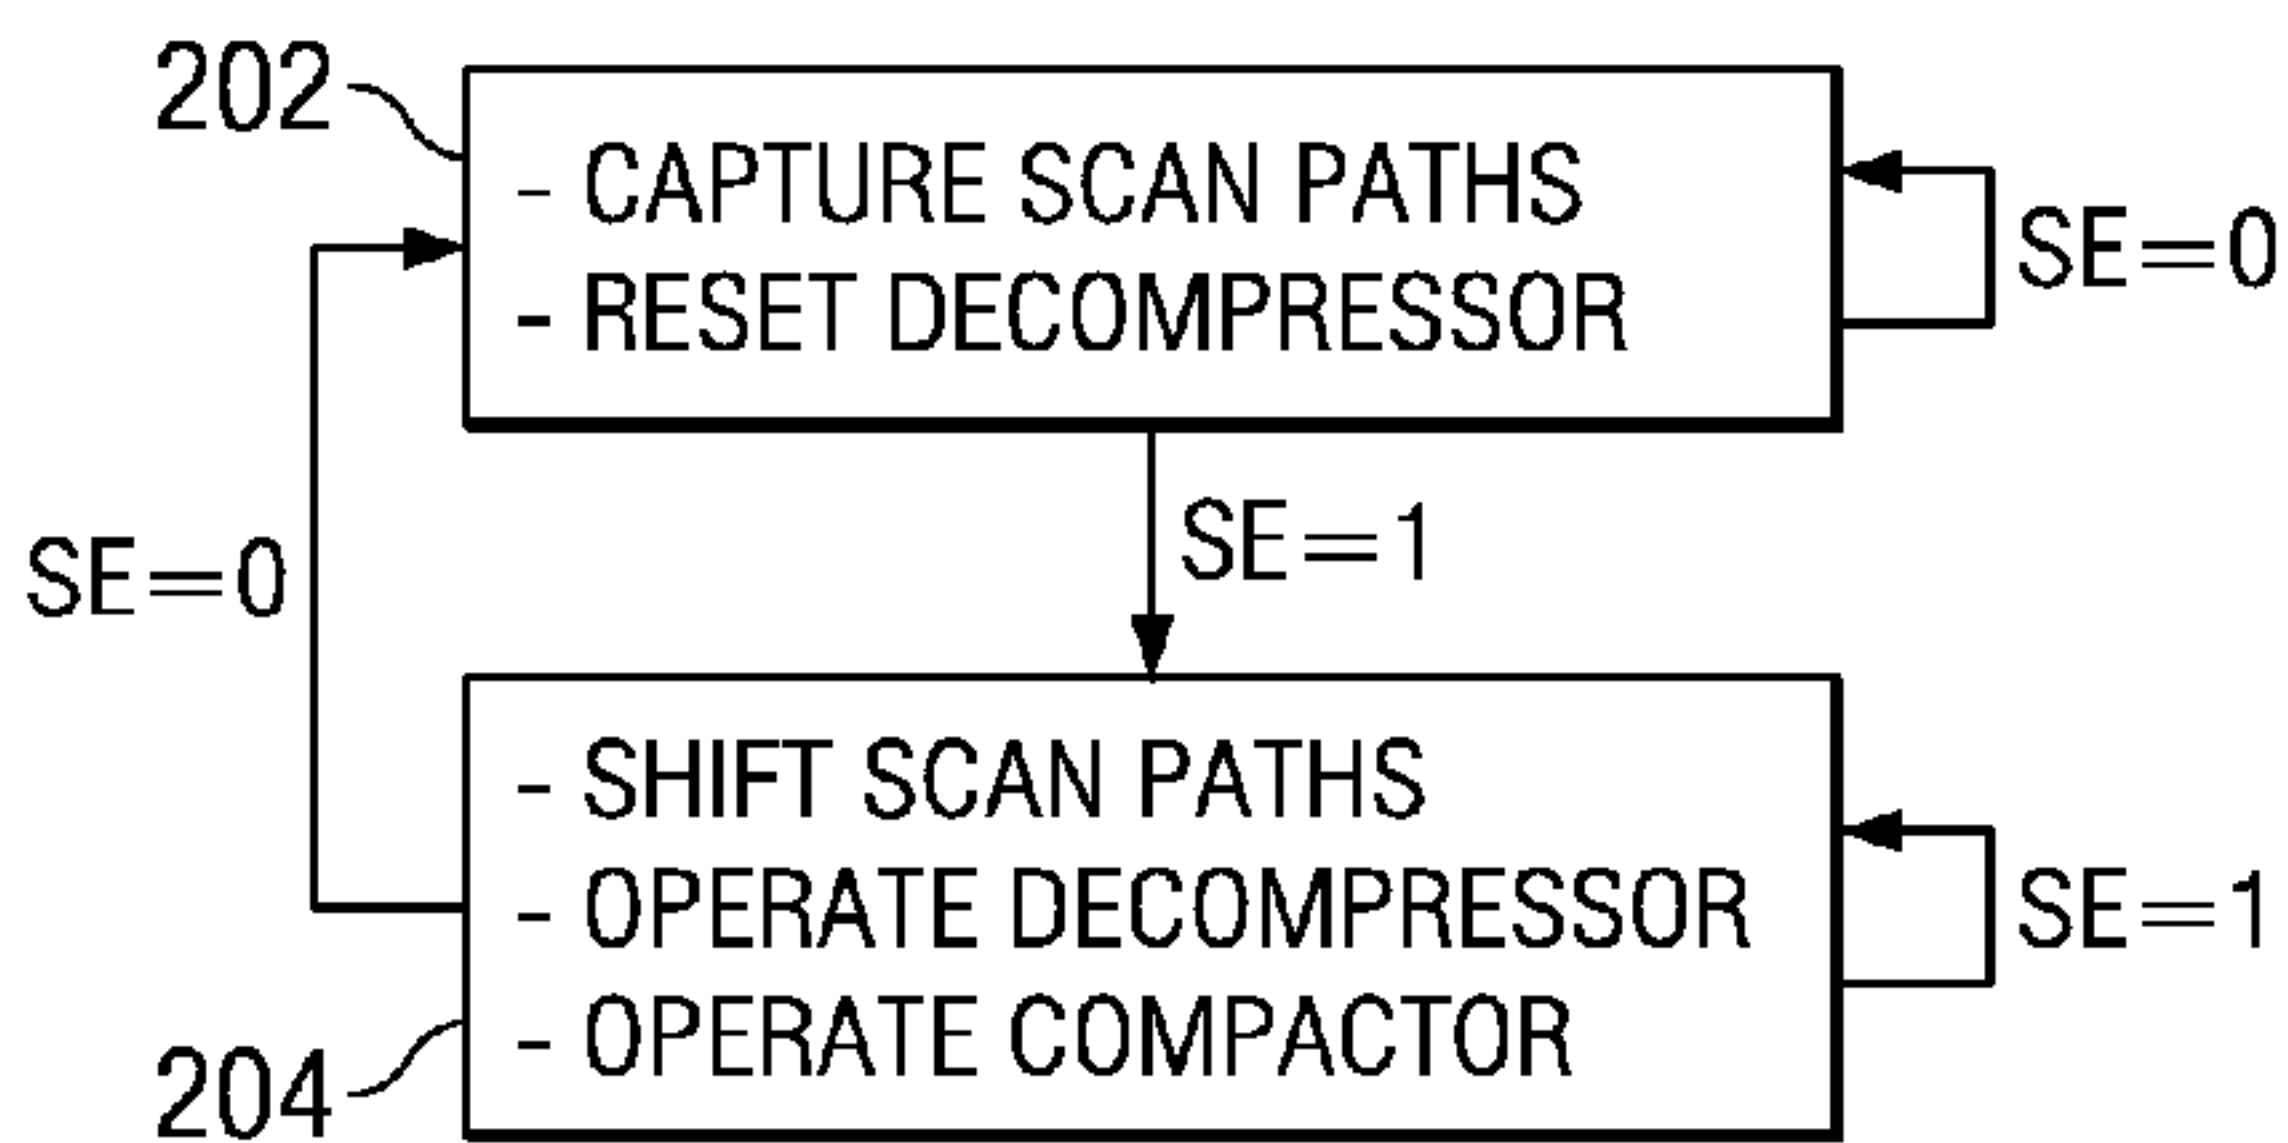 202
- CAPTURE SCAN PATHS
- RESET DECOMPRESSOR
SE=0
SE=0
SE=1
- SHIFT SCAN PATHS
- OPERATE DECOMPRESSOR
- OPERATE COMPACTOR
SE=1
204